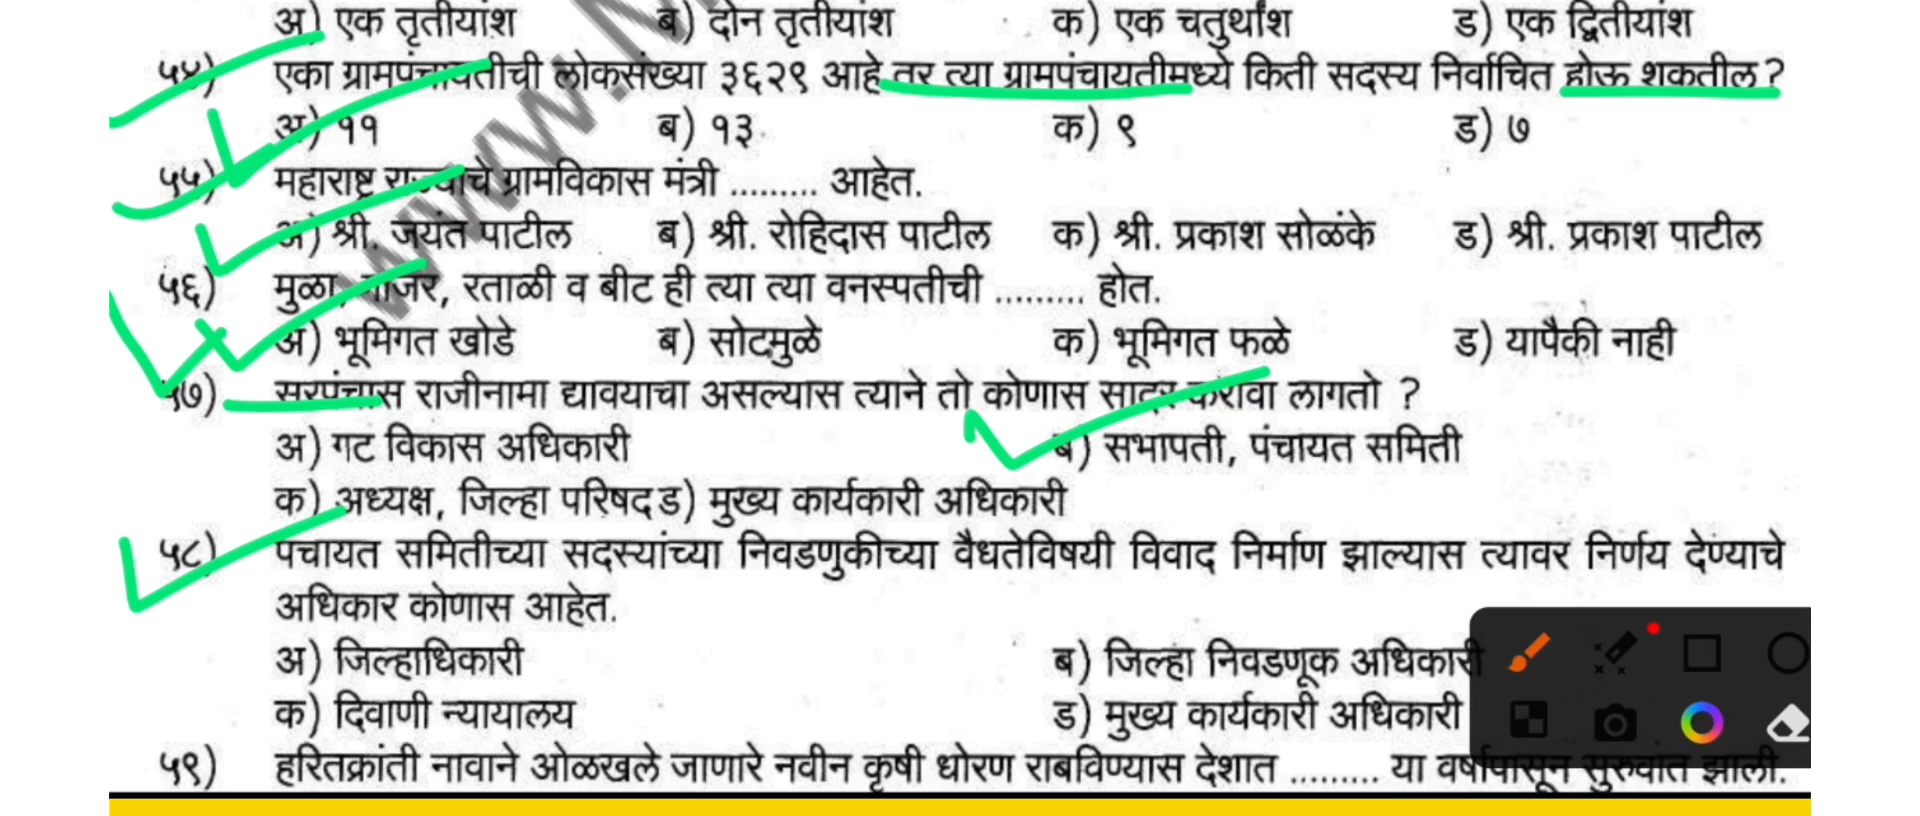 अ) एक तृतीयांश ब) दोन तृतीयांश क) एक चतुर्थांश ड) एक द्वितीयांश
५४) एका ग्रामपंचायतीची लोकसंख्या ३६२९ आहे तर त्या ग्रामपंचायतीमध्ये किती सदस्य निर्वाचित होऊ शकतील ?
अ) ११ ब) १३ क) ९ ड) ७
५५) महाराष्ट्र राज्याचे ग्रामविकास मंत्री ......... आहेत.
अ) श्री. जयंत पाटील ब) श्री. रोहिदास पाटील क) श्री. प्रकाश सोळंके ड) श्री. प्रकाश पाटील
५६) मुळा, गाजर, रताळी व बीट ही त्या त्या वनस्पतीची ......... होत.
अ) भूमिगत खोडे ब) सोटमुळे क) भूमिगत फळे ड) यापैकी नाही
५७) सरपंचास राजीनामा द्यावयाचा असल्यास त्याने तो कोणास सादर करावा लागतो ?
अ) गट विकास अधिकारी ब) सभापती, पंचायत समिती
क) अध्यक्ष, जिल्हा परिषद ड) मुख्य कार्यकारी अधिकारी
५८) पचायत समितीच्या सदस्यांच्या निवडणुकीच्या वैधतेविषयी विवाद निर्माण झाल्यास त्यावर निर्णय देण्याचे
अधिकार कोणास आहेत.
अ) जिल्हाधिकारी ब) जिल्हा निवडणूक अधिकारी
क) दिवाणी न्यायालय ड) मुख्य कार्यकारी अधिकारी
५९) हरितक्रांती नावाने ओळखले जाणारे नवीन कृषी धोरण राबविण्यास देशात ......... या वर्षापासून सुरुवात झाली.